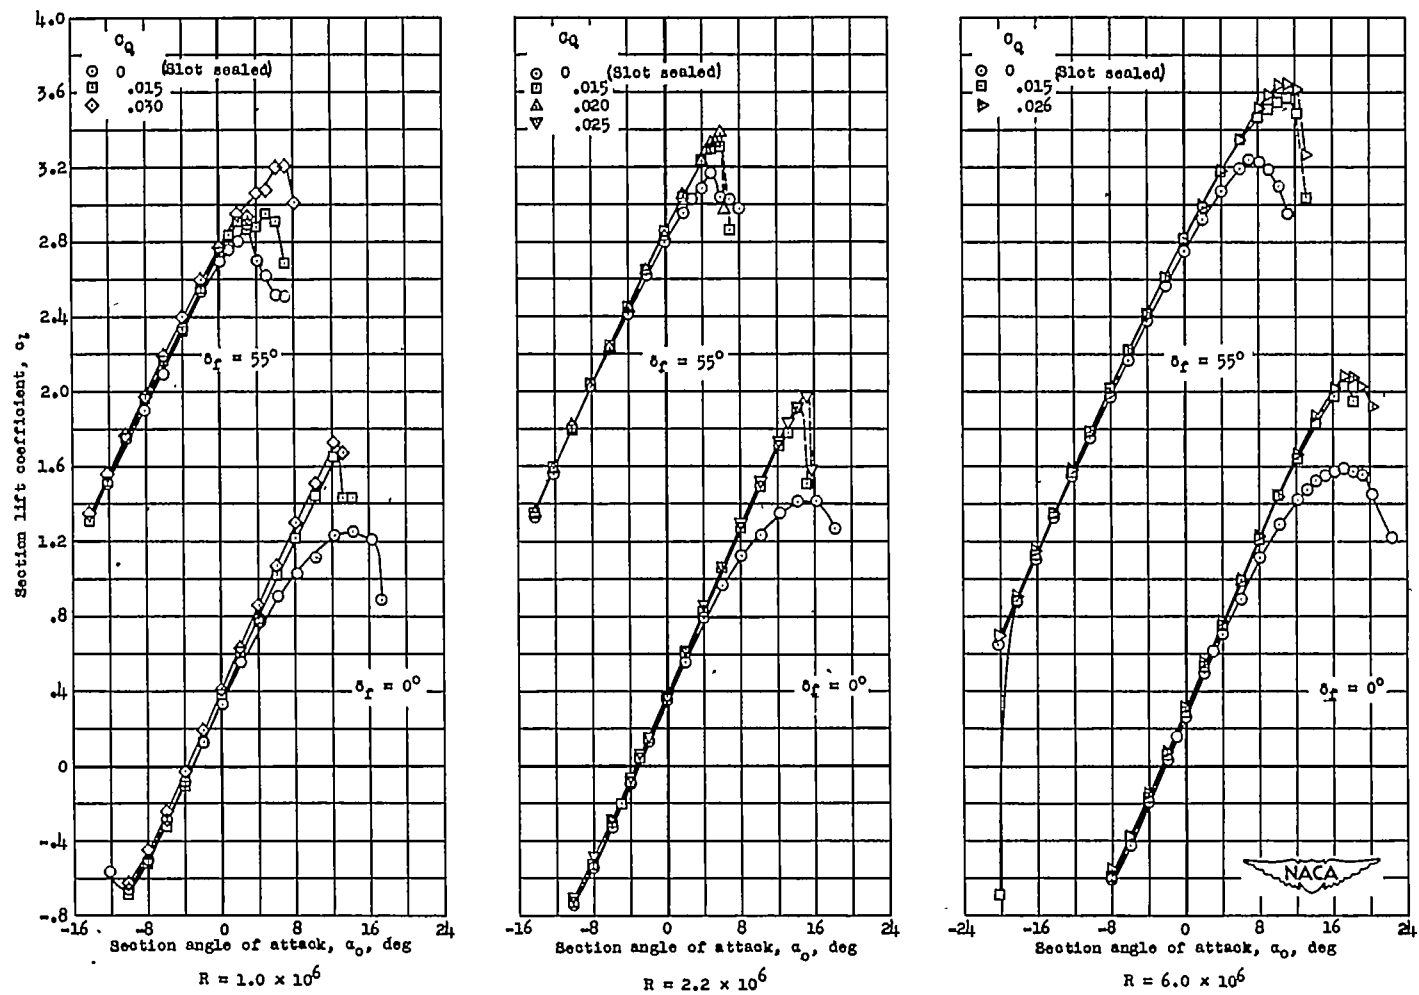 4.0
3.6
3.2
2.8
2.4
2.0
1.6
1.2
.8
.4
0
-.4
-.8
Section lift coefficient, c_l
C_Q
0 (Slot sealed)
.015
.030
δ_f = 55°
δ_f = 0°
-16 -8 0 8 16 24
Section angle of attack, α_o, deg
R = 1.0 × 10^6
C_Q
0 (Slot sealed)
.015
.020
.025
δ_f = 55°
δ_f = 0°
-16 -8 0 8 16 24
Section angle of attack, α_o, deg
R = 2.2 × 10^6
C_Q
0 (Slot sealed)
.015
.026
δ_f = 55°
δ_f = 0°
NACA
-24 -16 -8 0 8 16 24
Section angle of attack, α_o, deg
R = 6.0 × 10^6